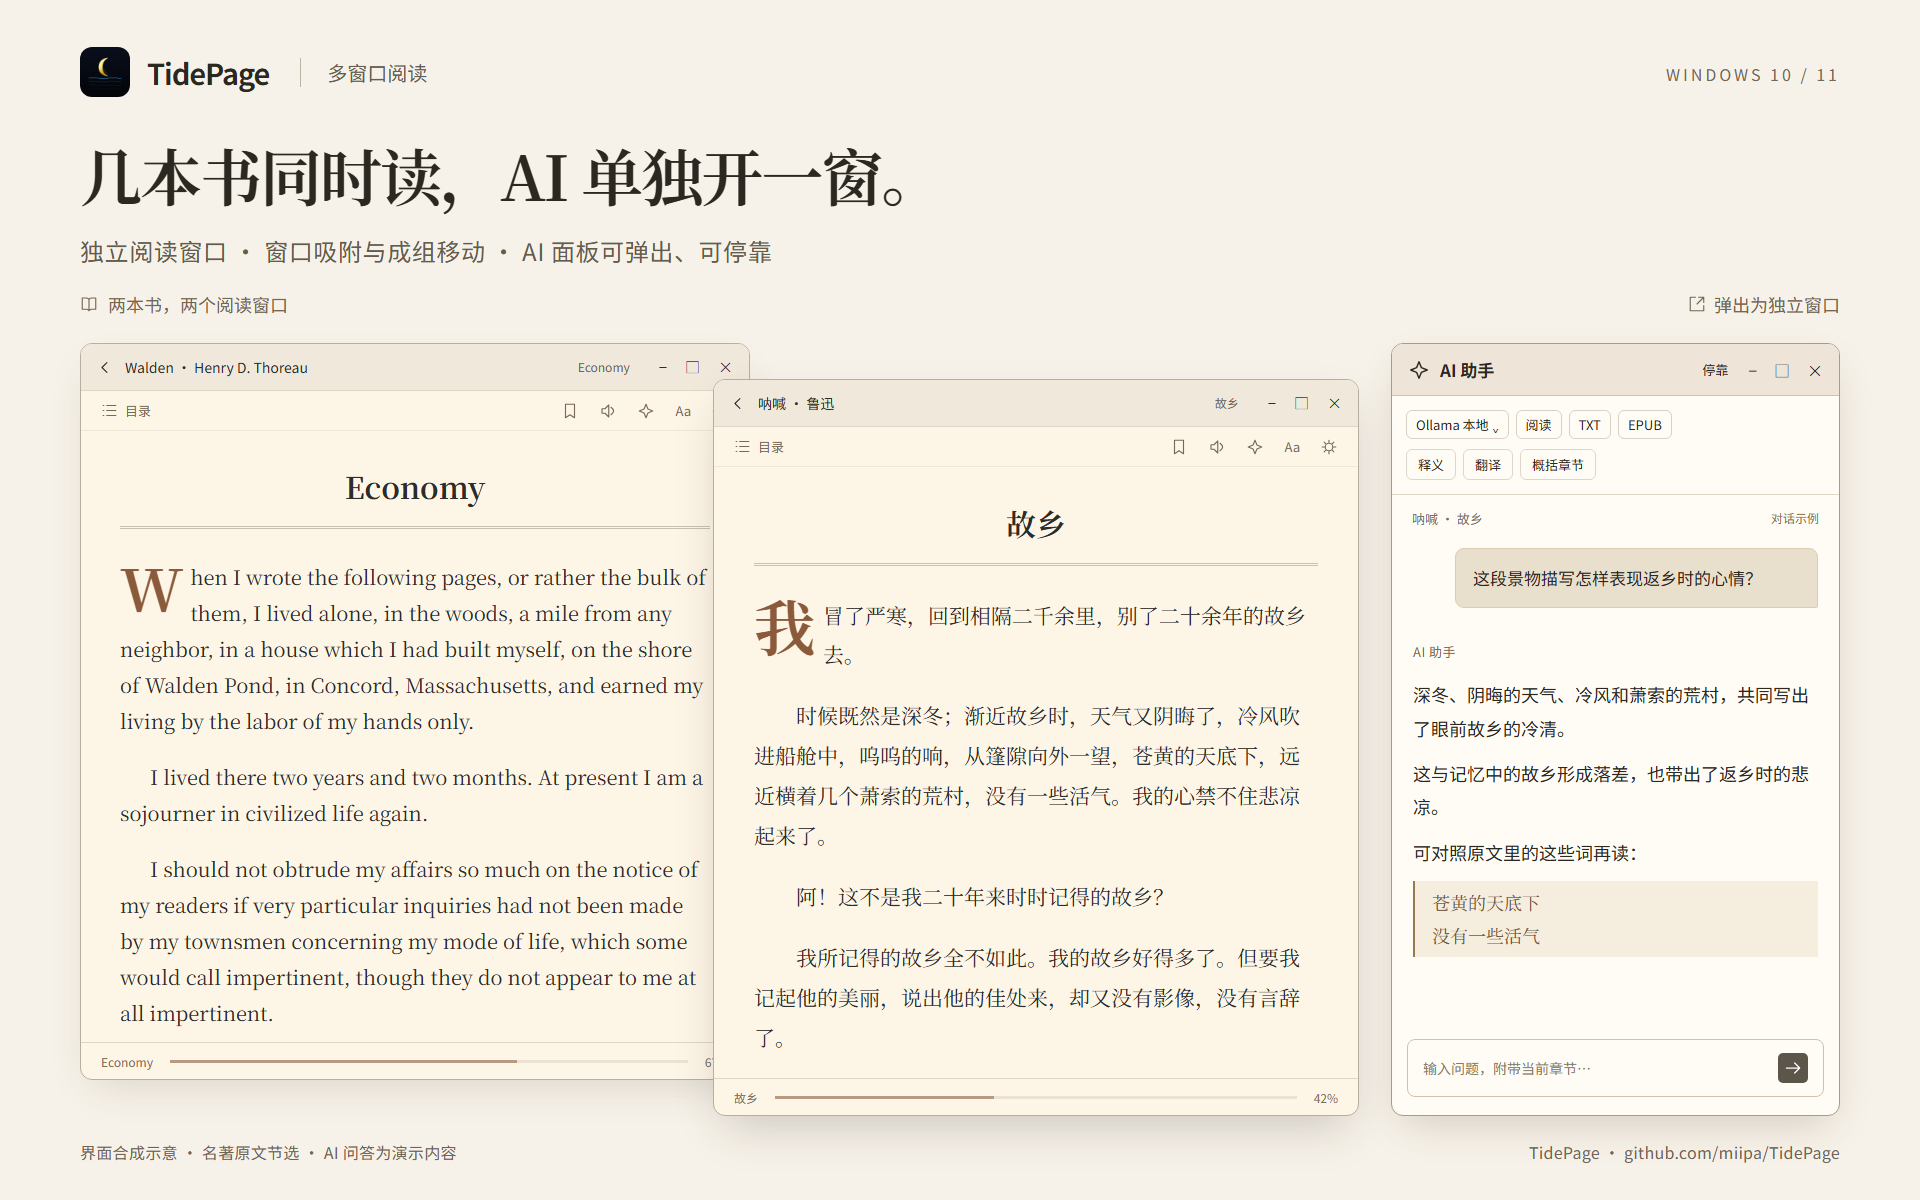 TidePage
多窗口阅读
WINDOWS 10 / 11
几本书同时读，AI 单独开一窗。
独立阅读窗口 · 窗口吸附与成组移动 · AI 面板可弹出、可停靠
两本书，两个阅读窗口
弹出为独立窗口
Walden · Henry D. Thoreau
Economy
目录
Aa
Economy
When I wrote the following pages, or rather the bulk of
them, I lived alone, in the woods, a mile from any
neighbor, in a house which I had built myself, on the shore
of Walden Pond, in Concord, Massachusetts, and earned my
living by the labor of my hands only.
I lived there two years and two months. At present I am a
sojourner in civilized life again.
I should not obtrude my affairs so much on the notice of
my readers if very particular inquiries had not been made
by my townsmen concerning my mode of life, which some
would call impertinent, though they do not appear to me at
all impertinent.
Economy
呐喊 · 鲁迅
故乡
目录
Aa
故乡
我冒了严寒，回到相隔二千余里，别了二十余年的故乡
去。
时候既然是深冬；渐近故乡时，天气又阴晦了，冷风吹
进船舱中，呜呜的响，从篷隙向外一望，苍黄的天底下，远
近横着几个萧索的荒村，没有一些活气。我的心禁不住悲凉
起来了。
阿！这不是我二十年来时时记得的故乡？
我所记得的故乡全不如此。我的故乡好得多了。但要我
记起他的美丽，说出他的佳处来，却又没有影像，没有言辞
了。
故乡
42%
AI 助手
停靠
Ollama 本地
阅读
TXT
EPUB
释义
翻译
概括章节
呐喊 · 故乡
对话示例
这段景物描写怎样表现返乡时的心情？
AI 助手
深冬、阴晦的天气、冷风和萧索的荒村，共同写出
了眼前故乡的冷清。
这与记忆中的故乡形成落差，也带出了返乡时的悲
凉。
可对照原文里的这些词再读：
苍黄的天底下
没有一些活气
输入问题，附带当前章节…
界面合成示意 · 名著原文节选 · AI 问答为演示内容
TidePage · github.com/miipa/TidePage